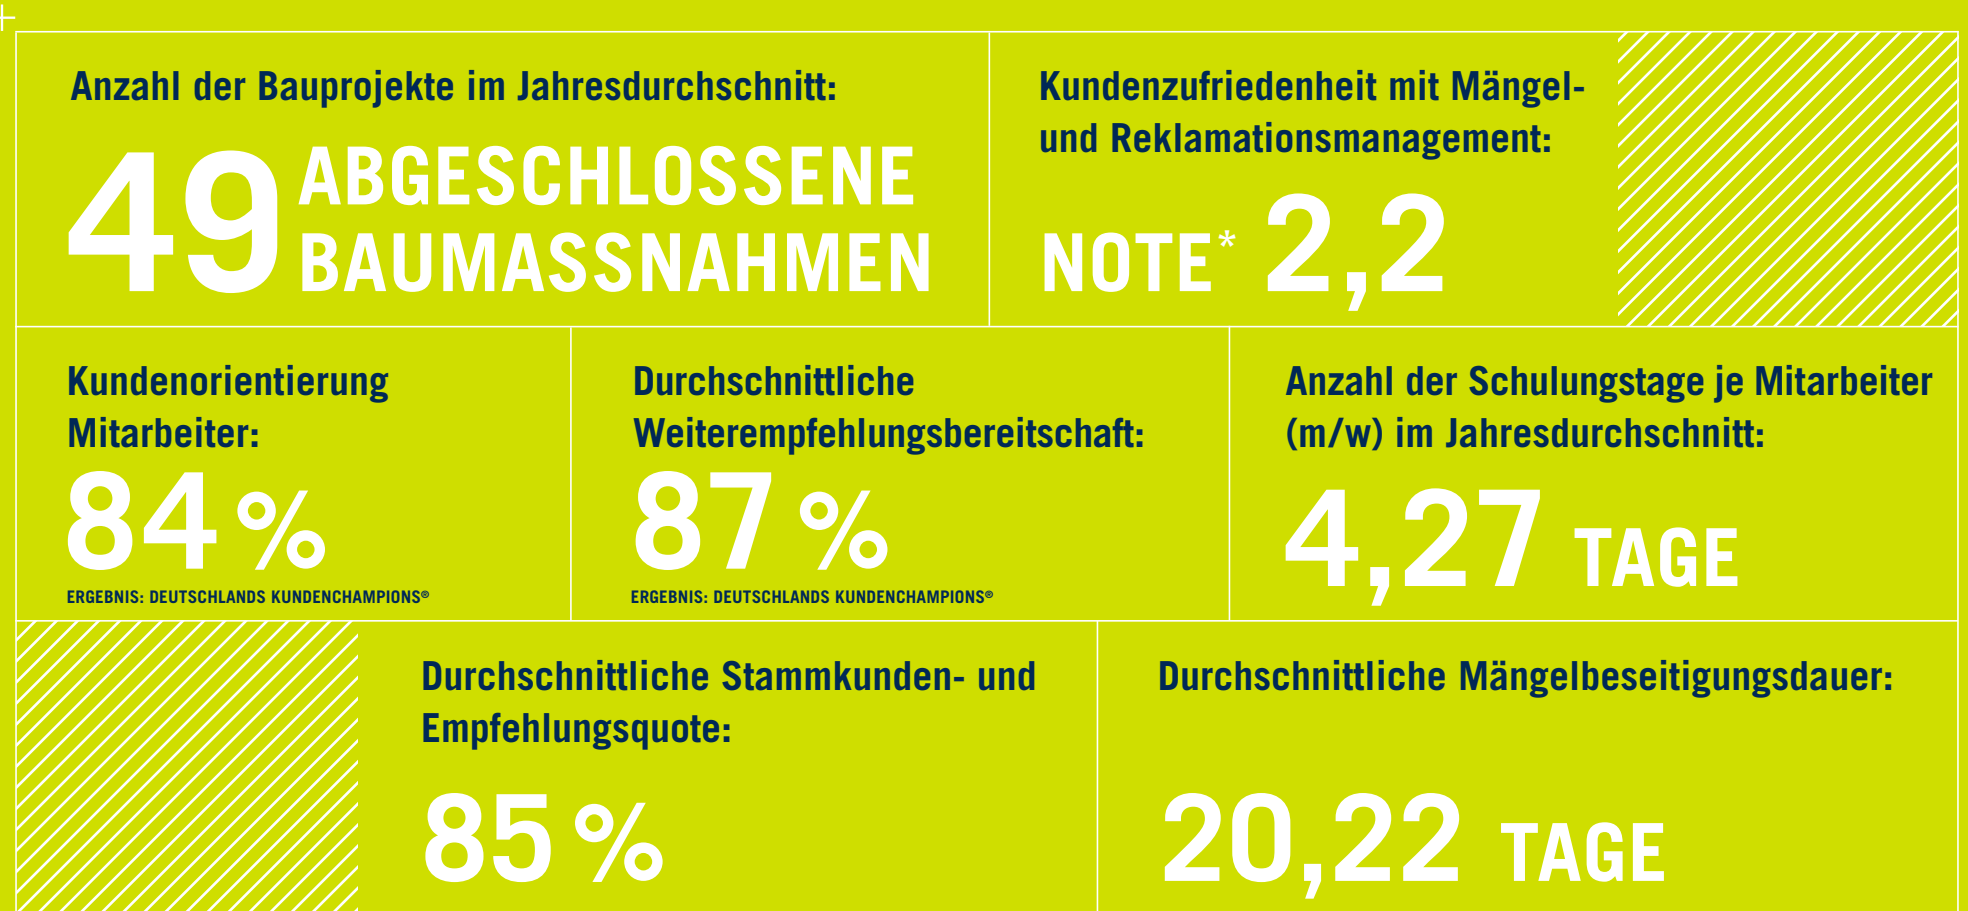 Anzahl der Bauprojekte im Jahresdurchschnitt:
49 ABGESCHLOSSENE
BAUMASSNAHMEN
Kundenzufriedenheit mit Mängel-
und Reklamationsmanagement:
NOTE* 2,2
Kundenorientierung
Mitarbeiter:
84 %
ERGEBNIS: DEUTSCHLANDS KUNDENCHAMPIONS®
Durchschnittliche
Weiterempfehlungsbereitschaft:
87 %
ERGEBNIS: DEUTSCHLANDS KUNDENCHAMPIONS®
Anzahl der Schulungstage je Mitarbeiter
(m/w) im Jahresdurchschnitt:
4,27 TAGE
Durchschnittliche Stammkunden- und
Empfehlungsquote:
85 %
Durchschnittliche Mängelbeseitigungsdauer:
20,22 TAGE